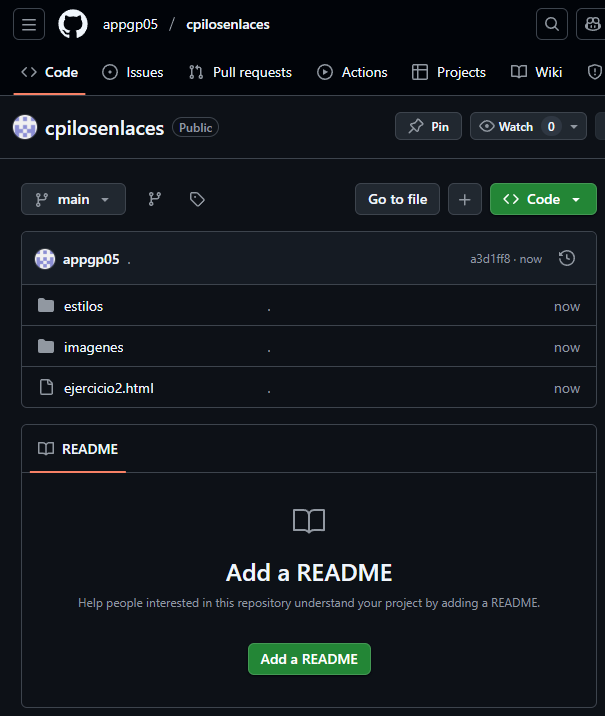 appgp05 / cpilosenlaces
Code Issues Pull requests Actions Projects Wiki
cpilosenlaces Public Pin Watch 0
main Go to file + Code
appgp05 . a3d1ff8 · now
estilos . now
imagenes . now
ejercicio2.html . now
README
Add a README
Help people interested in this repository understand your project by adding a README.
Add a README